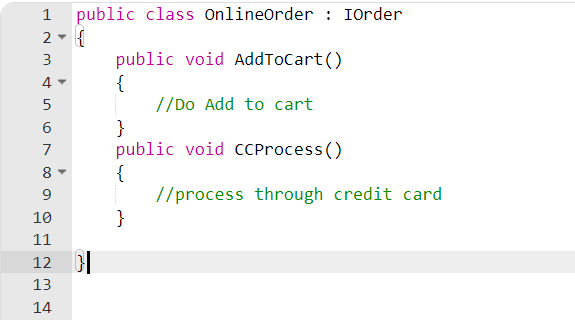 1 public class OnlineOrder : IOrder
2 {
3     public void AddToCart()
4     {
5         //Do Add to cart
6     }
7     public void CCProcess()
8     {
9         //process through credit card
10     }
11
12 }
13
14